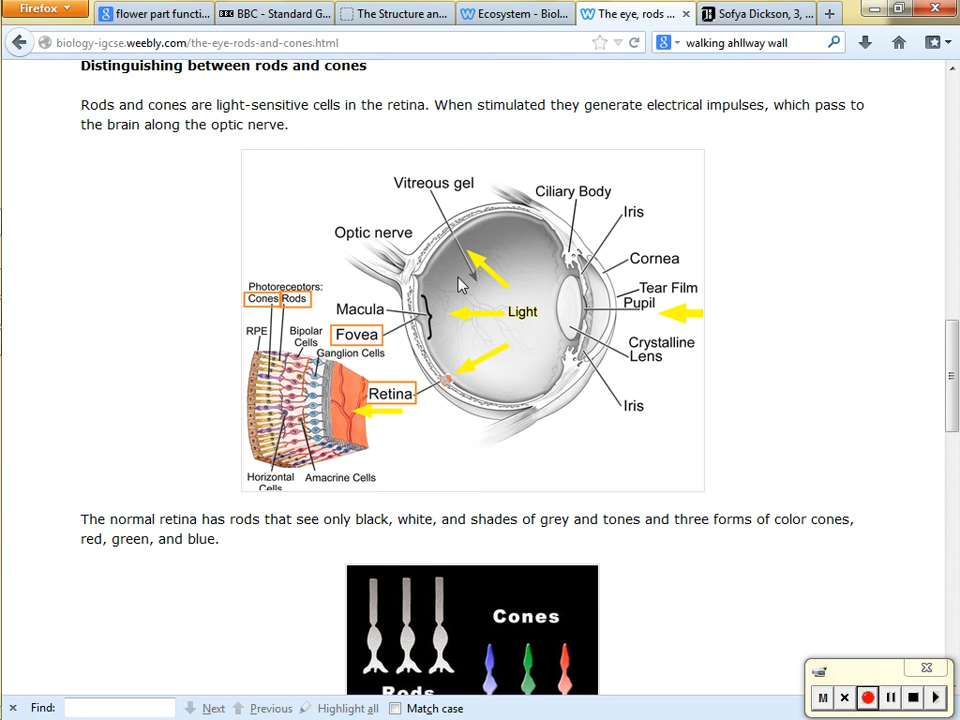 Firefox
flower part functi...
BBC - Standard G...
The Structure an...
Ecosystem - Biol...
The eye, rods ...
Sofya Dickson, 3, ...
biology-igcse.weebly.com/the-eye-rods-and-cones.html
walking ahllway wall
Distinguishing between rods and cones
Rods and cones are light-sensitive cells in the retina. When stimulated they generate electrical impulses, which pass to
the brain along the optic nerve.
Vitreous gel
Ciliary Body
Iris
Optic nerve
Cornea
Photoreceptors:
Cones Rods
Tear Film
Pupil
Macula
Light
RPE
Bipolar
Cells
Fovea
Ganglion Cells
Crystalline
Lens
Retina
Iris
Horizontal
Cells
Amacrine Cells
The normal retina has rods that see only black, white, and shades of grey and tones and three forms of color cones,
red, green, and blue.
Cones
Rods
M
Find:
Next
Previous
Highlight all
Match case